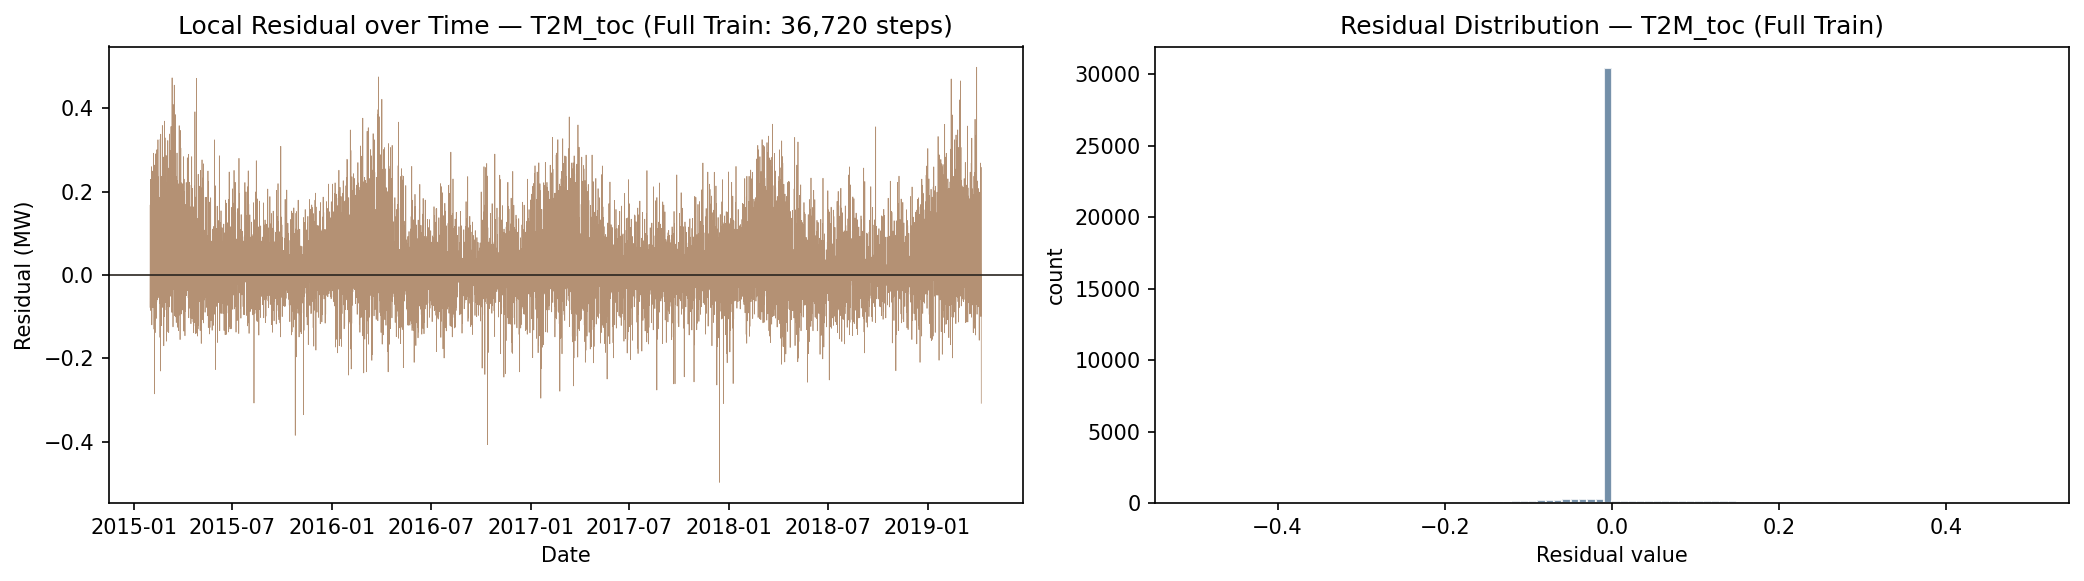 Local Residual over Time — T2M_toc (Full Train: 36,720 steps)
Residual (MW)
0.4
0.2
0.0
−0.2
−0.4
2015-01 2015-07 2016-01 2016-07 2017-01 2017-07 2018-01 2018-07 2019-01
Date
Residual Distribution — T2M_toc (Full Train)
count
30000
25000
20000
15000
10000
5000
0
−0.4 −0.2 0.0 0.2 0.4
Residual value